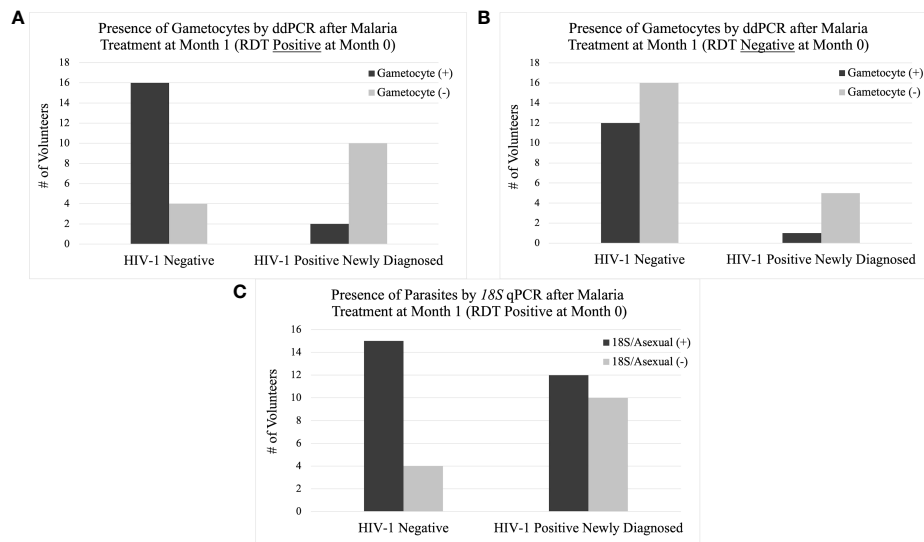 A
Presence of Gametocytes by ddPCR after Malaria
Treatment at Month 1 (RDT Positive at Month 0)
18
16
14
12
10
8
6
4
2
0
# of Volunteers
Gametocyte (+)
Gametocyte (-)
HIV-1 Negative
HIV-1 Positive Newly Diagnosed
B
Presence of Gametocytes by ddPCR after Malaria
Treatment at Month 1 (RDT Negative at Month 0)
18
16
14
12
10
8
6
4
2
0
# of Volunteers
Gametocyte (+)
Gametocyte (-)
HIV-1 Negative
HIV-1 Positive Newly Diagnosed
C
Presence of Parasites by 18S qPCR after Malaria
Treatment at Month 1 (RDT Positive at Month 0)
16
14
12
10
8
6
4
2
0
# of Volunteers
18S/Asexual (+)
18S/Asexual (-)
HIV-1 Negative
HIV-1 Positive Newly Diagnosed